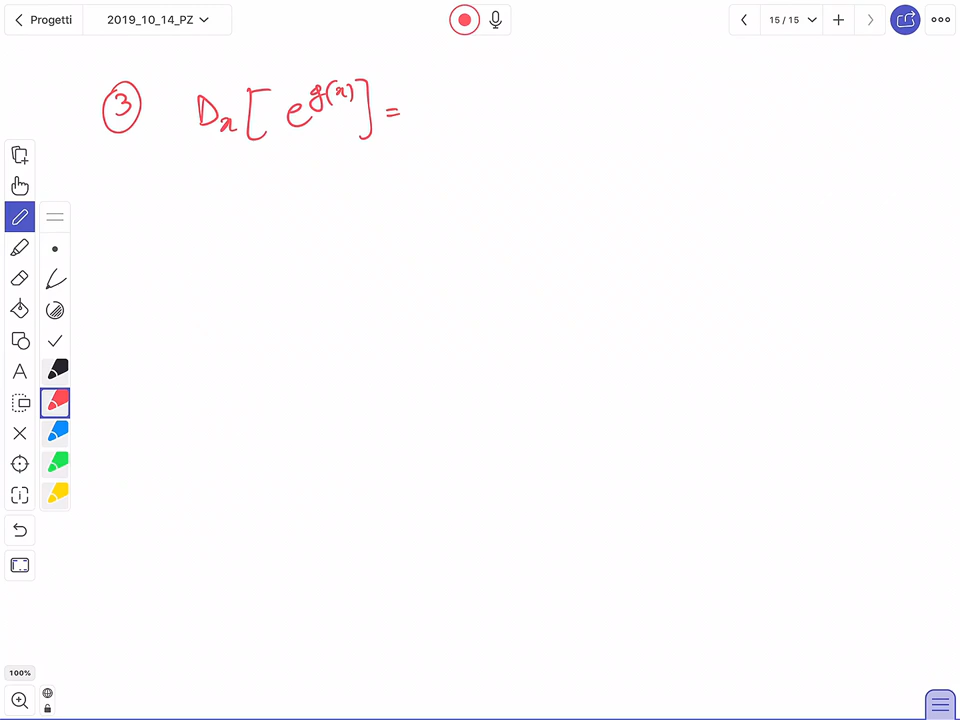 Progetti 2019_10_14_PZ 15 / 15
③ Dₓ[e^{g(x)}] =
A
100%